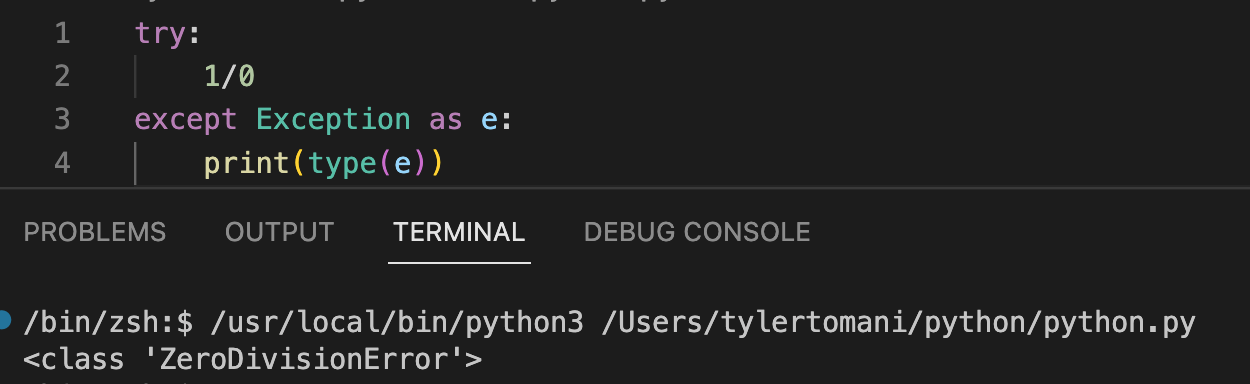 1 try:
2 1/0
3 except Exception as e:
4 print(type(e))
PROBLEMS OUTPUT TERMINAL DEBUG CONSOLE
/bin/zsh:$ /usr/local/bin/python3 /Users/tylertomani/python/python.py
<class 'ZeroDivisionError'>